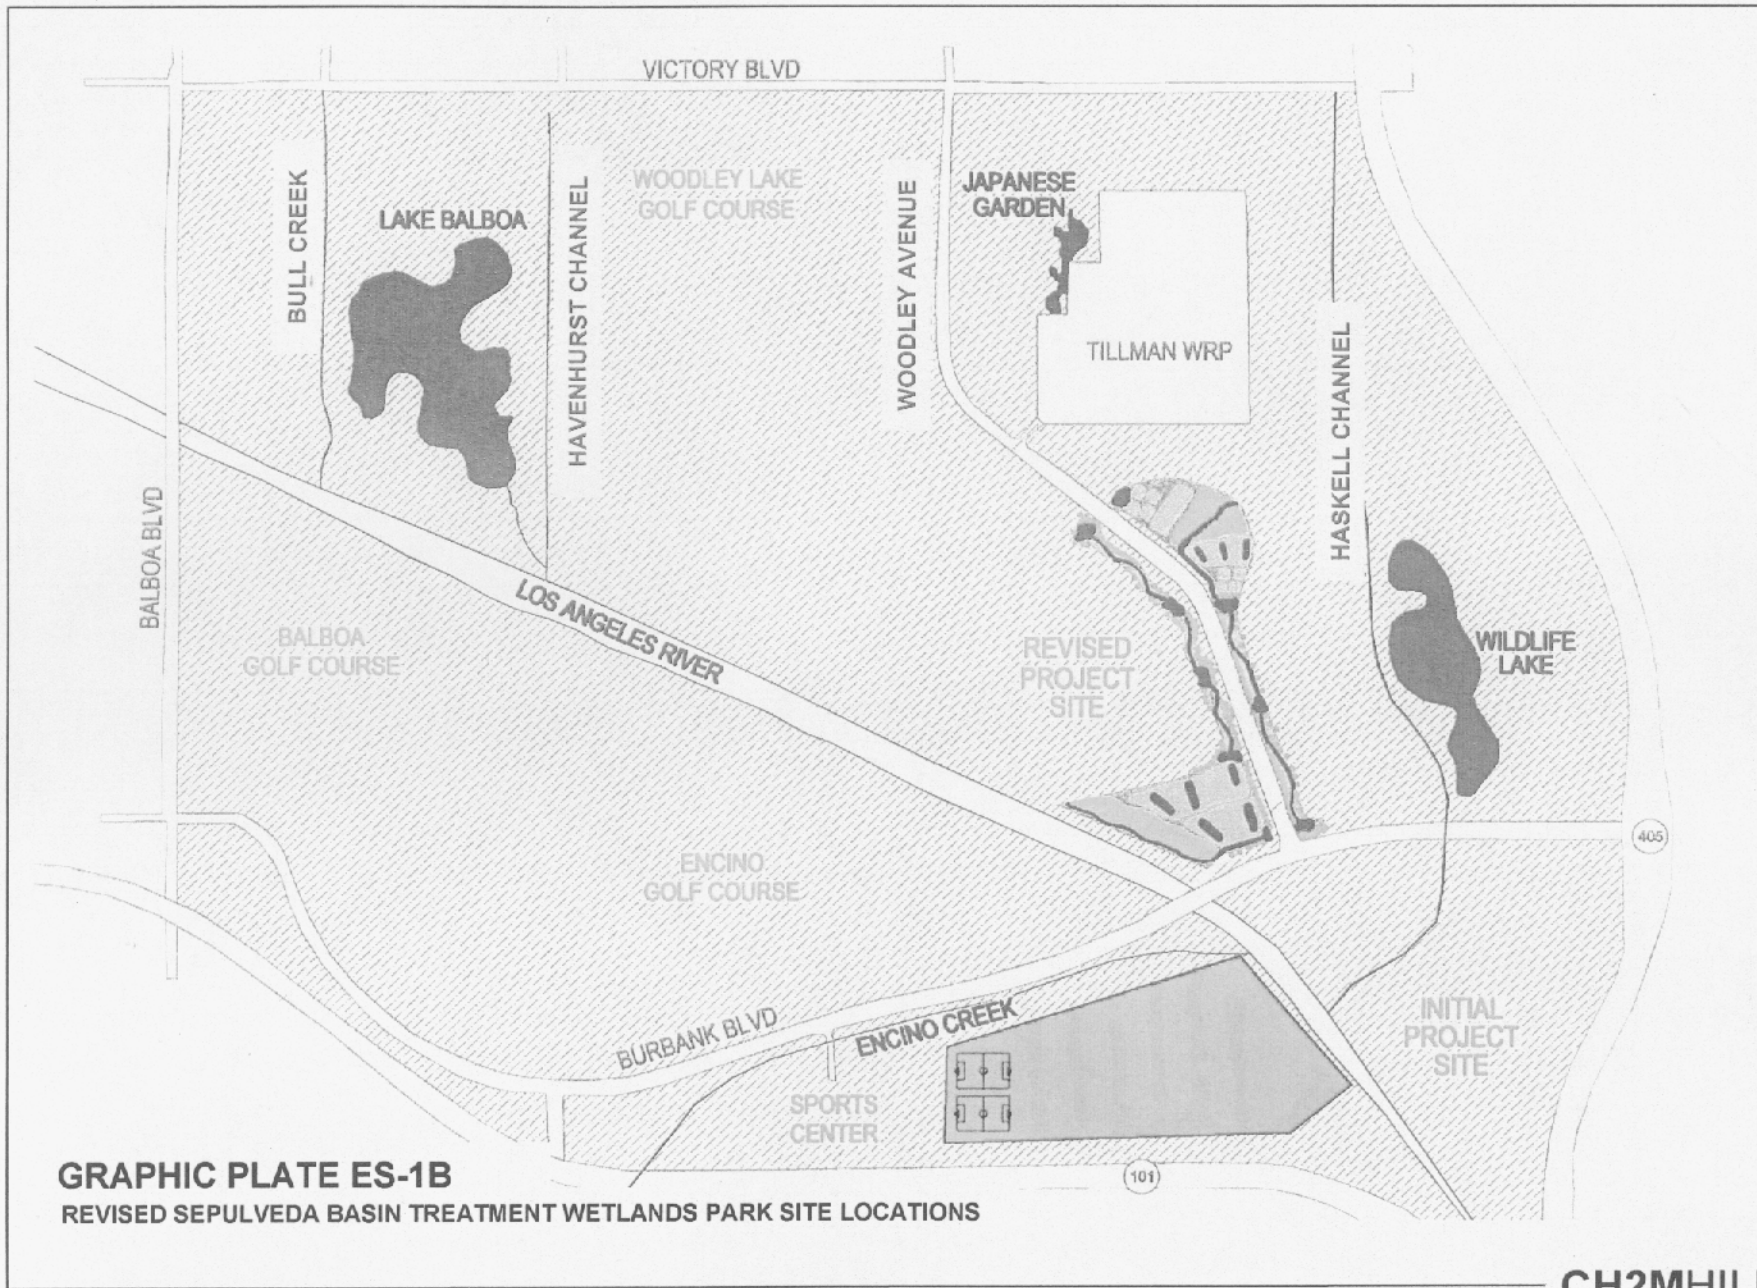 VICTORY BLVD
BULL CREEK
LAKE BALBOA
HAVENHURST CHANNEL
WOODLEY LAKE
GOLF COURSE
WOODLEY AVENUE
JAPANESE
GARDEN
TILLMAN WRP
HASKELL CHANNEL
BALBOA BLVD
LOS ANGELES RIVER
BALBOA
GOLF COURSE
REVISED
PROJECT
SITE
WILDLIFE
LAKE
405
ENCINO
GOLF COURSE
BURBANK BLVD
ENCINO CREEK
INITIAL
PROJECT
SITE
SPORTS
CENTER
101
GRAPHIC PLATE ES-1B
REVISED SEPULVEDA BASIN TREATMENT WETLANDS PARK SITE LOCATIONS